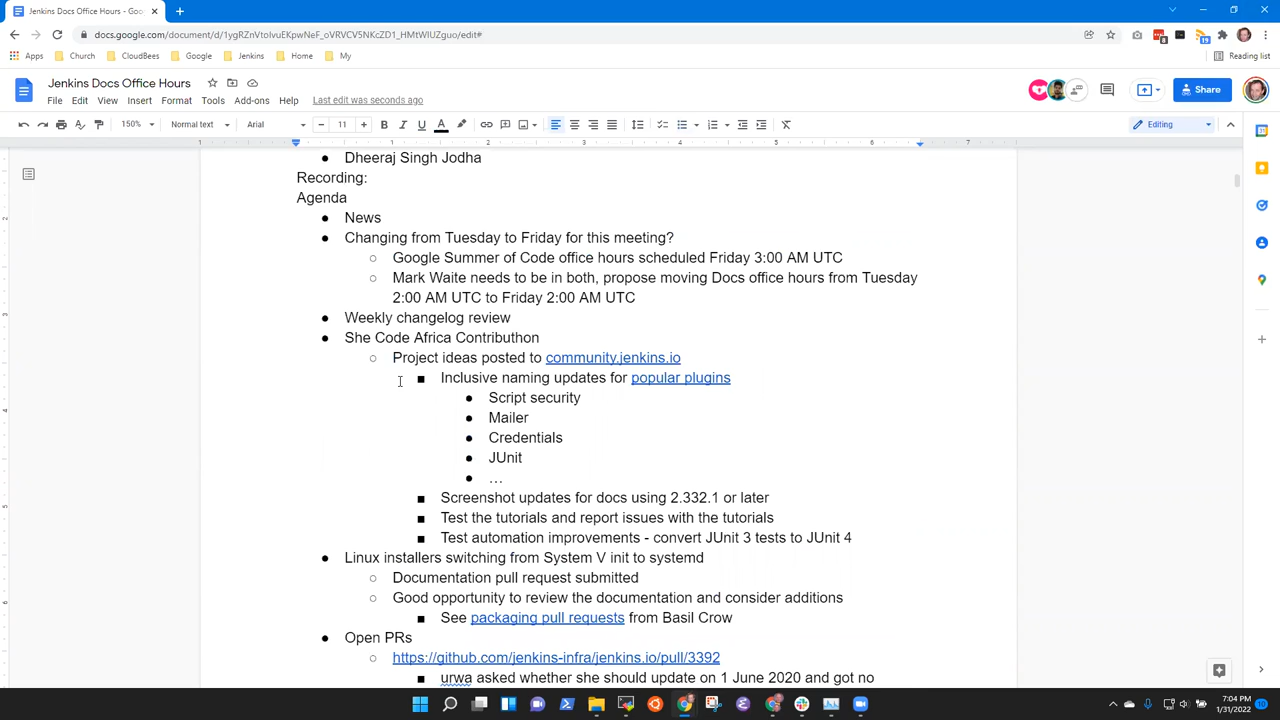 Jenkins Docs Office Hours - Goo
docs.google.com/document/d/1ygRZnVtoIvuEKpwNeF_oVRVCV5NKcZD1_HMtWIUZguo/edit#
Apps Church CloudBees Google Jenkins Home My Reading list
Jenkins Docs Office Hours
File Edit View Insert Format Tools Add-ons Help Last edit was seconds ago
Share
150% Normal text Arial 11 Editing
Dheeraj Singh Jodha
Recording:
Agenda
● News
● Changing from Tuesday to Friday for this meeting?
○ Google Summer of Code office hours scheduled Friday 3:00 AM UTC
○ Mark Waite needs to be in both, propose moving Docs office hours from Tuesday
2:00 AM UTC to Friday 2:00 AM UTC
● Weekly changelog review
● She Code Africa Contributhon
○ Project ideas posted to community.jenkins.io
■ Inclusive naming updates for popular plugins
● Script security
● Mailer
● Credentials
● JUnit
● …
■ Screenshot updates for docs using 2.332.1 or later
■ Test the tutorials and report issues with the tutorials
■ Test automation improvements - convert JUnit 3 tests to JUnit 4
● Linux installers switching from System V init to systemd
○ Documentation pull request submitted
○ Good opportunity to review the documentation and consider additions
■ See packaging pull requests from Basil Crow
● Open PRs
○ https://github.com/jenkins-infra/jenkins.io/pull/3392
■ urwa asked whether she should update on 1 June 2020 and got no
7:04 PM
1/31/2022